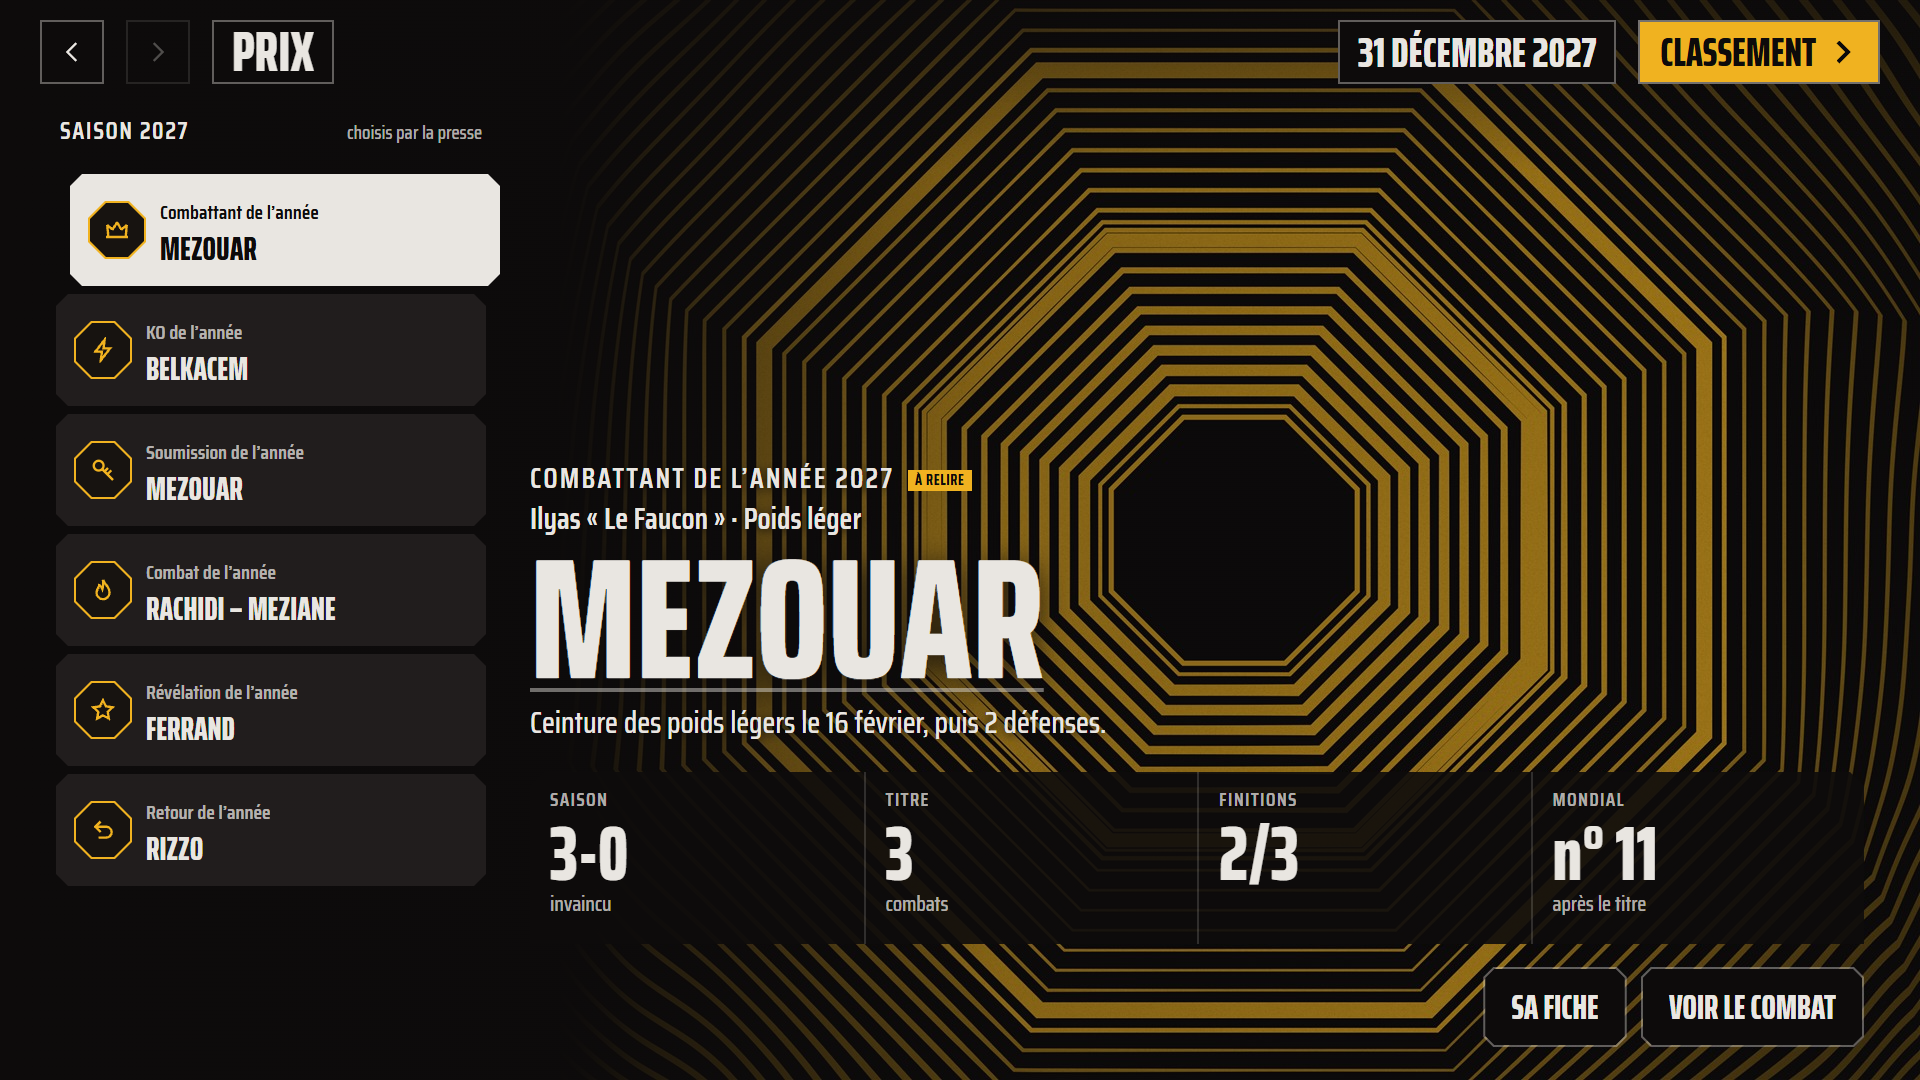 PRIX
31 DÉCEMBRE 2027
CLASSEMENT
SAISON 2027
choisis par la presse
Combattant de l’année
MEZOUAR
KO de l’année
BELKACEM
Soumission de l’année
MEZOUAR
Combat de l’année
RACHIDI – MEZIANE
Révélation de l’année
FERRAND
Retour de l’année
RIZZO
COMBATTANT DE L’ANNÉE 2027
À RELIRE
Ilyas « Le Faucon » · Poids léger
MEZOUAR
Ceinture des poids légers le 16 février, puis 2 défenses.
SAISON
3-0
invaincu
TITRE
3
combats
FINITIONS
2/3
MONDIAL
nº 11
après le titre
SA FICHE
VOIR LE COMBAT